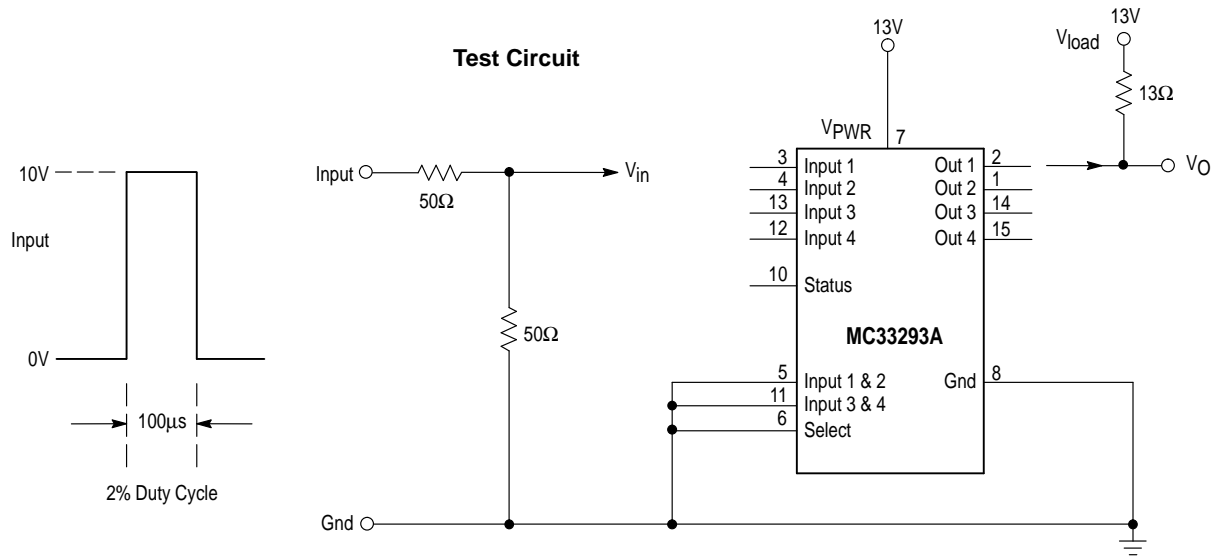 Test Circuit
10V
Input
0V
100µs
2% Duty Cycle
Input
50Ω
Vin
50Ω
Gnd
13V
VPWR
7
3 Input 1
4 Input 2
13 Input 3
12 Input 4
10 Status
MC33293A
5 Input 1 & 2
11 Input 3 & 4
6 Select
Out 1 2
Out 2 1
Out 3 14
Out 4 15
Gnd 8
13V
Vload
13Ω
VO